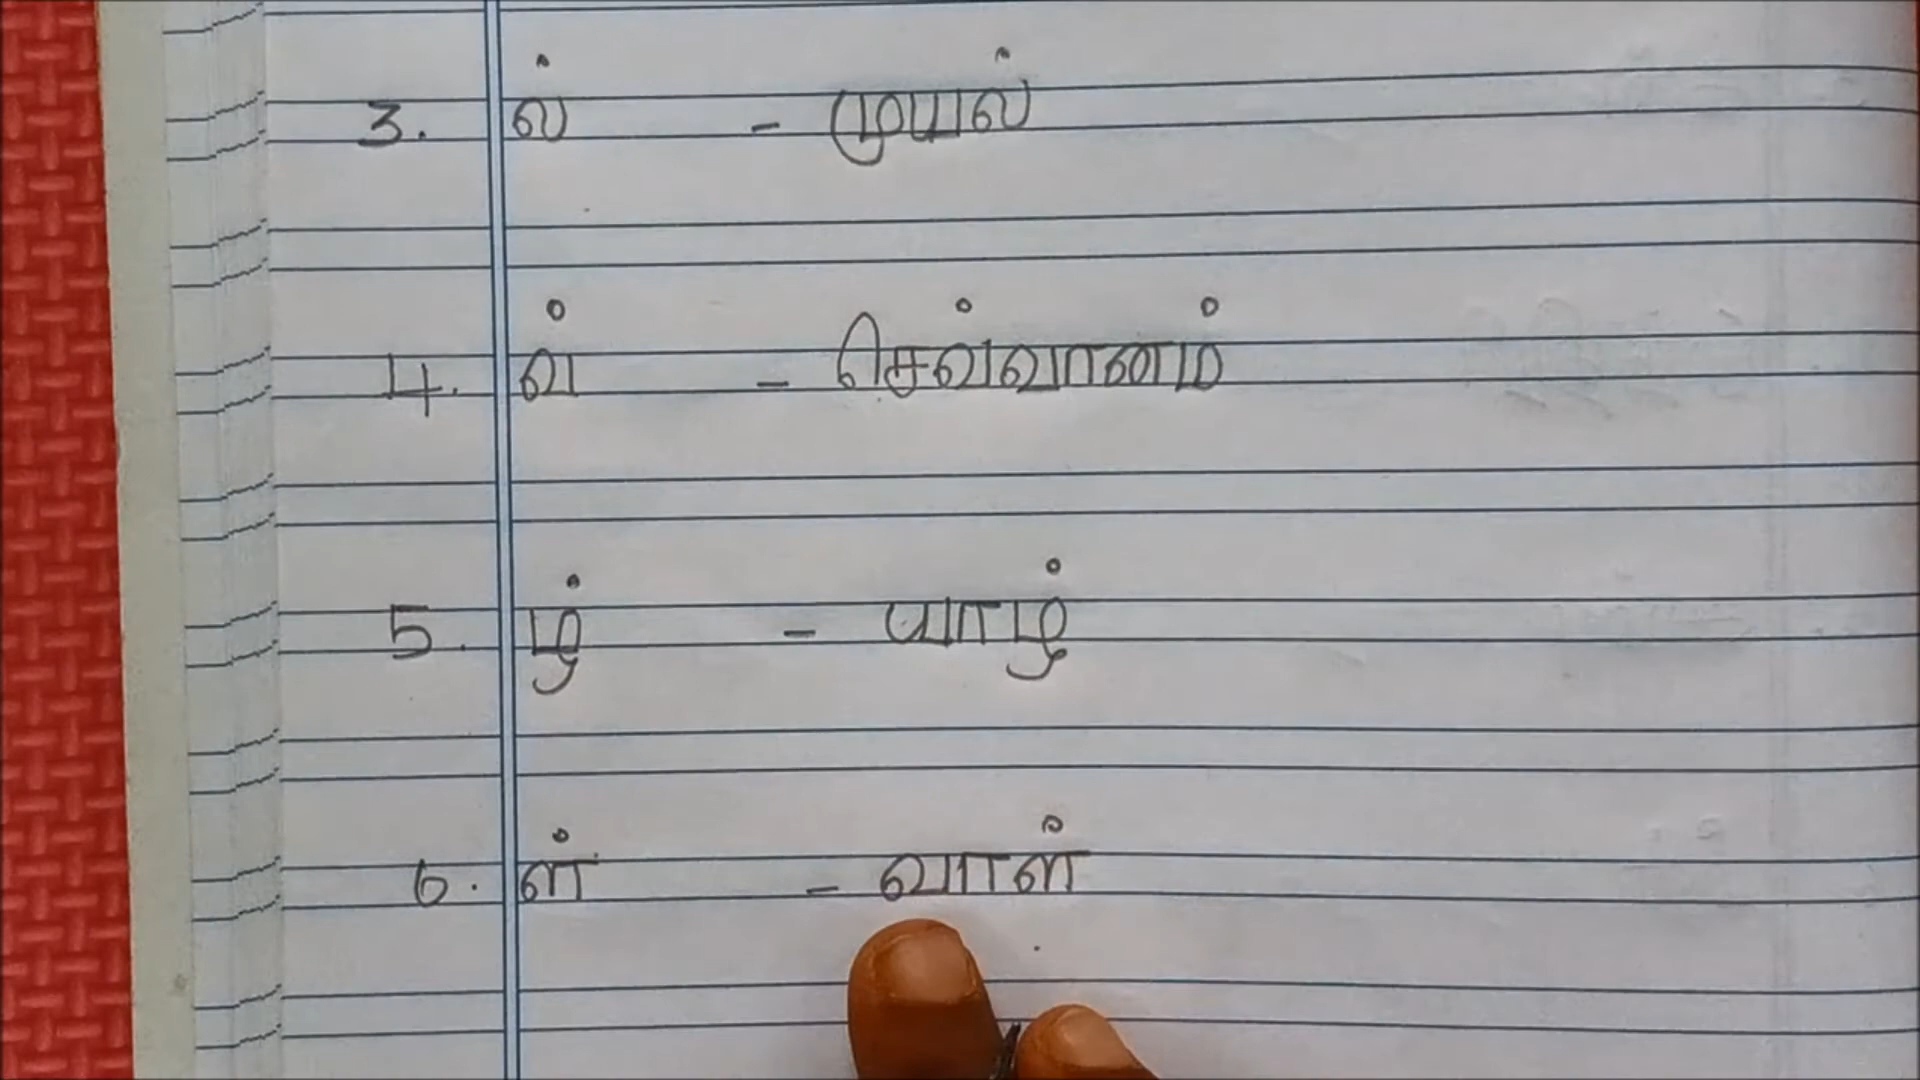 3. ல் - முயல்
4. வ் - செவ்வானம்
5. ழ் - யாழ்
6. ள் - வாள்